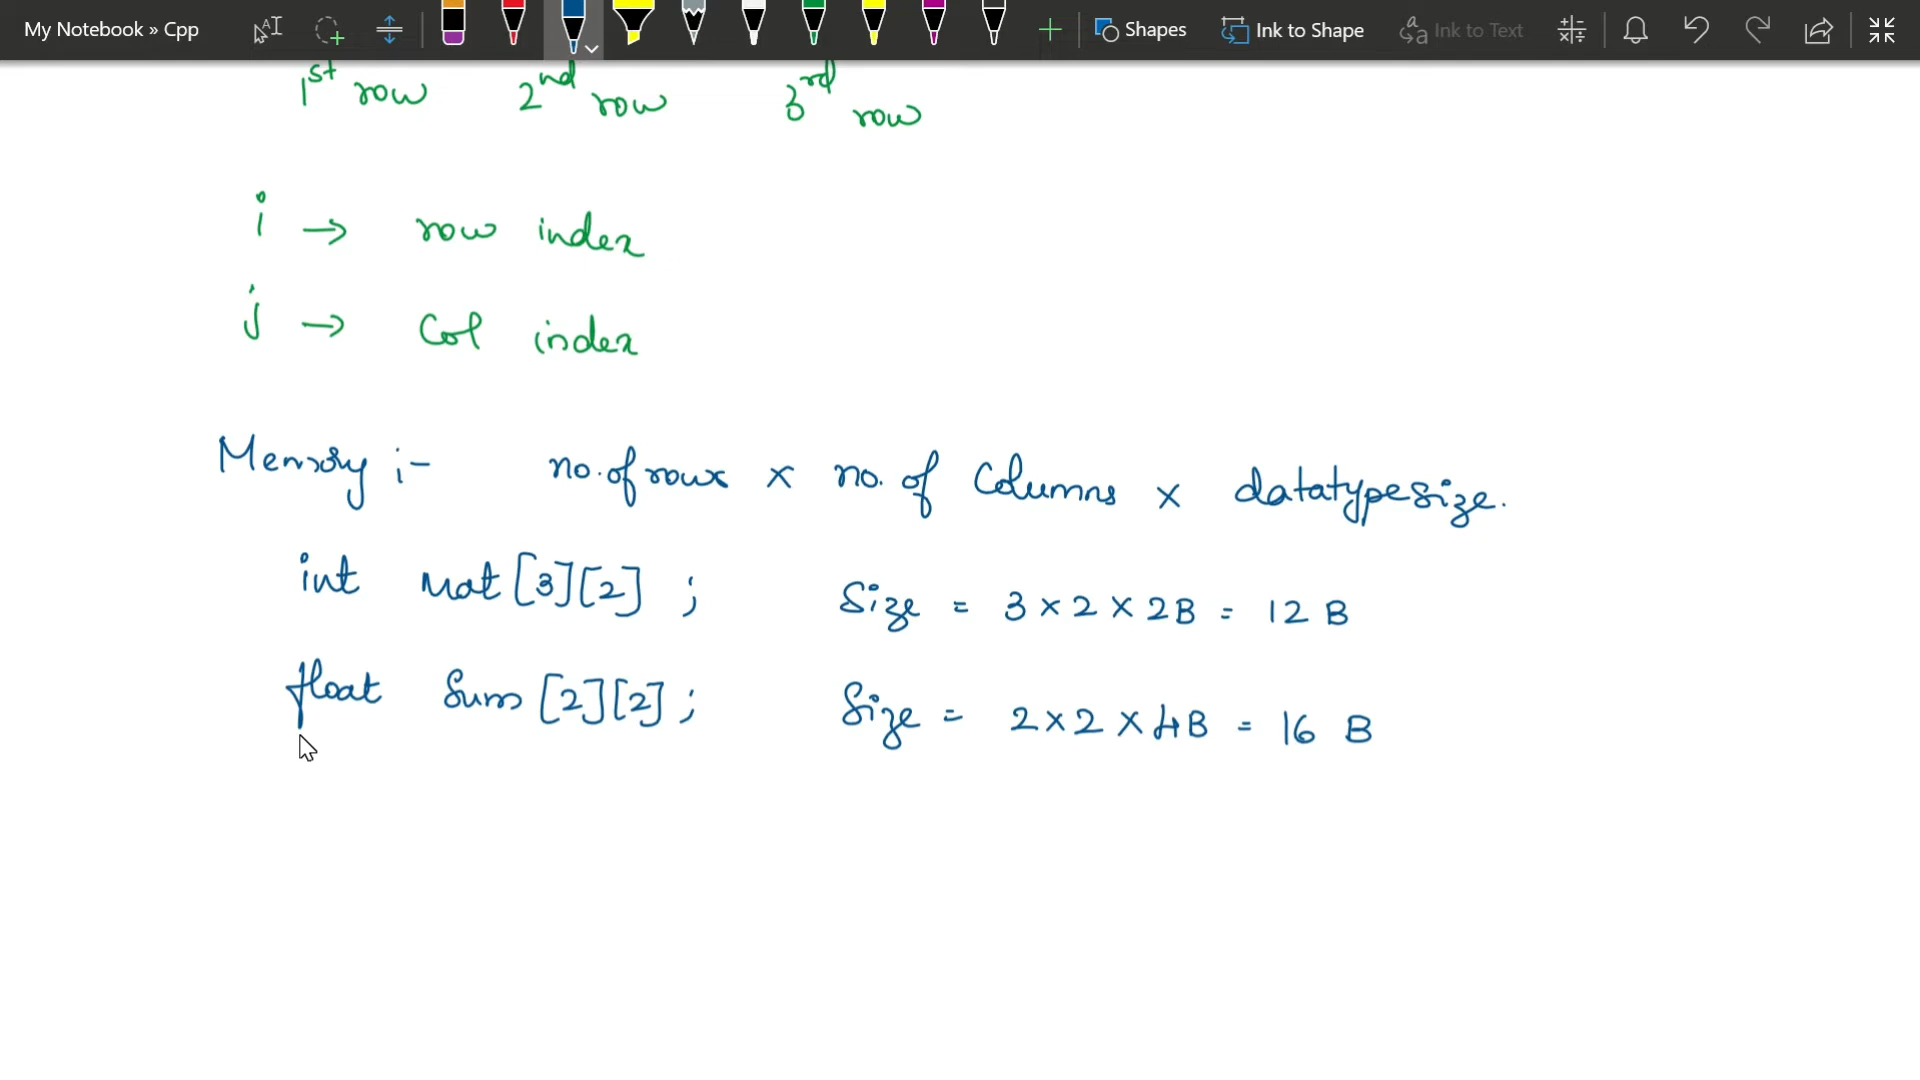 My Notebook » Cpp Shapes Ink to Shape Ink to Text
1st row 2nd row 3rd row
i → row index
j → Col index
Memory :- no. of rows x no. of Columns x datatypesize.
int mat[3][2] ; Size = 3 x 2 x 2B = 12 B
float Sum [2][2] ; Size = 2 x 2 x 4B = 16 B